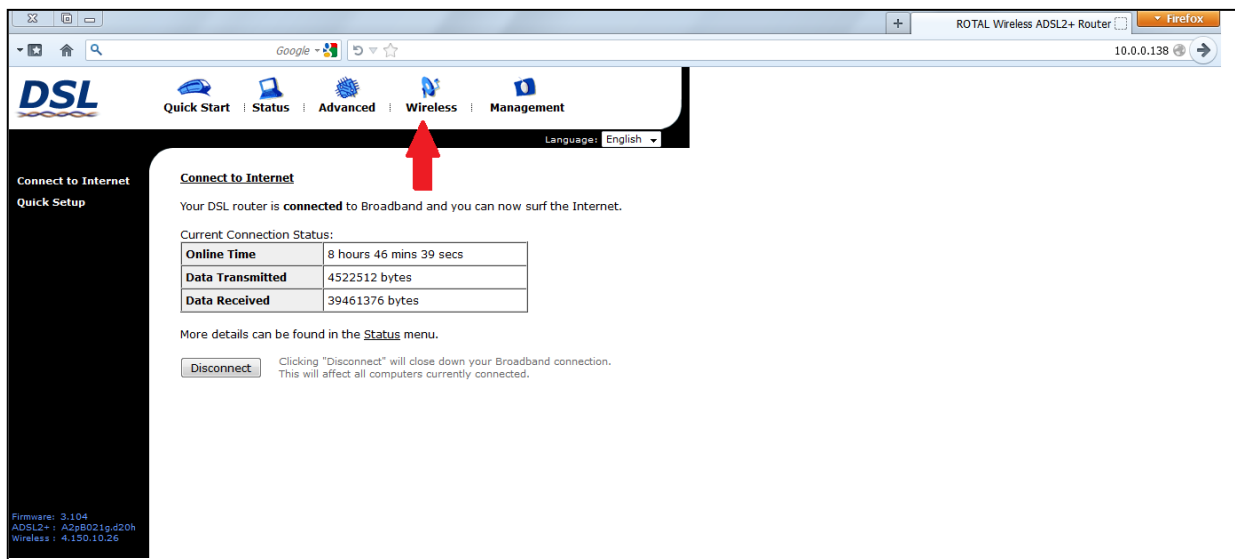 ROTAL Wireless ADSL2+ Router
Firefox
Google
10.0.0.138
DSL
Quick Start Status Advanced Wireless Management
Language: English
Connect to Internet
Quick Setup
Connect to Internet
Your DSL router is connected to Broadband and you can now surf the Internet.
Current Connection Status:
Online Time 8 hours 46 mins 39 secs
Data Transmitted 4522512 bytes
Data Received 39461376 bytes
More details can be found in the Status menu.
Disconnect
Clicking "Disconnect" will close down your Broadband connection.
This will affect all computers currently connected.
Firmware: 3.104
ADSL2+ : A2pB021g.d20h
Wireless : 4.150.10.26